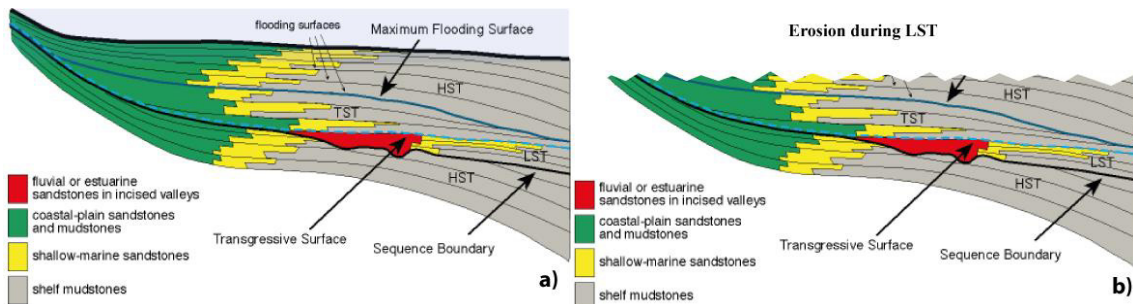 flooding surfaces
Maximum Flooding Surface
HST
TST
LST
HST
fluvial or estuarine
sandstones in incised valleys
coastal-plain sandstones
and mudstones
Transgressive Surface
Sequence Boundary
shallow-marine sandstones
shelf mudstones
a)
Erosion during LST
HST
TST
LST
HST
fluvial or estuarine
sandstones in incised valleys
coastal-plain sandstones
and mudstones
Transgressive Surface
Sequence Boundary
shallow-marine sandstones
shelf mudstones
b)